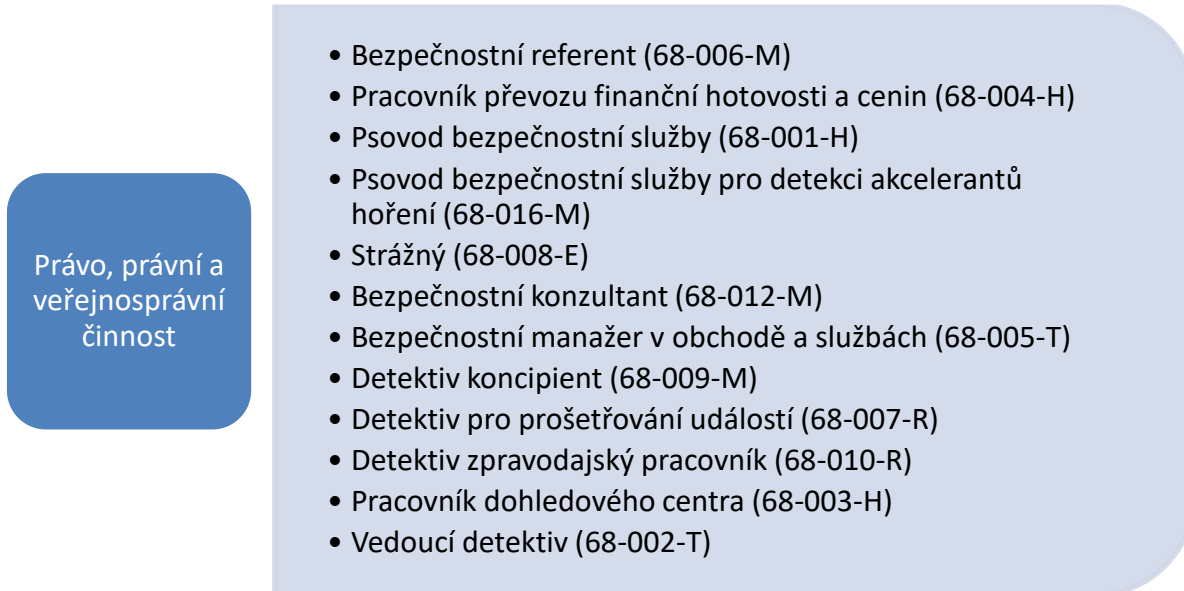 Právo, právní a
veřejnosprávní
činnost
• Bezpečnostní referent (68-006-M)
• Pracovník převozu finanční hotovosti a cenin (68-004-H)
• Psovod bezpečnostní služby (68-001-H)
• Psovod bezpečnostní služby pro detekci akcelerantů
hoření (68-016-M)
• Strážný (68-008-E)
• Bezpečnostní konzultant (68-012-M)
• Bezpečnostní manažer v obchodě a službách (68-005-T)
• Detektiv koncipient (68-009-M)
• Detektiv pro prošetřování událostí (68-007-R)
• Detektiv zpravodajský pracovník (68-010-R)
• Pracovník dohledového centra (68-003-H)
• Vedoucí detektiv (68-002-T)